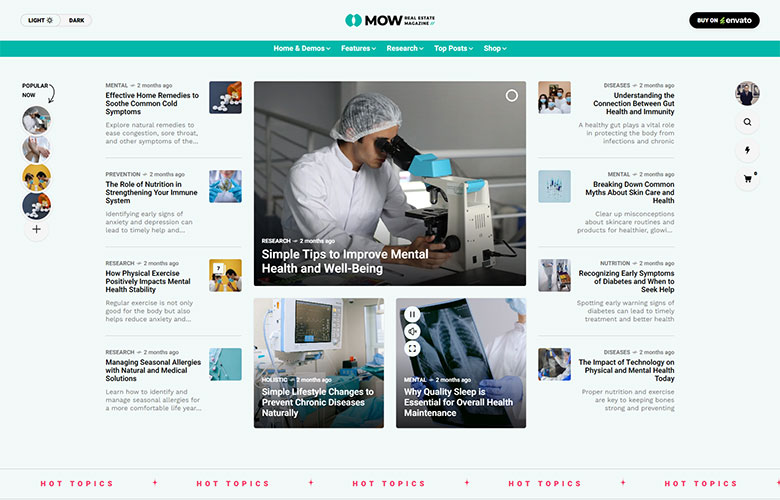 LIGHT DARK
MOW REAL ESTATE
MAGAZINE
BUY ON envato
Home & Demos Features Research Top Posts Shop
POPULAR
NOW
MENTAL 2 months ago
Effective Home Remedies to
Soothe Common Cold
Symptoms
Explore natural remedies to
ease congestion, sore throat,
and other symptoms of the...
PREVENTION 2 months ago
The Role of Nutrition in
Strengthening Your Immune
System
Identifying early signs of
anxiety and depression can
lead to timely help and...
RESEARCH 2 months ago
How Physical Exercise
Positively Impacts Mental
Health Stability
Regular exercise is not only
good for the body but also
helps reduce anxiety and...
7
RESEARCH 2 months ago
Managing Seasonal Allergies
with Natural and Medical
Solutions
Learn how to identify and
manage seasonal allergies for
a more comfortable life year...
RESEARCH 2 months ago
Simple Tips to Improve Mental
Health and Well-Being
HOLISTIC 2 months ago
Simple Lifestyle Changes to
Prevent Chronic Diseases
Naturally
MENTAL 2 months ago
Why Quality Sleep is
Essential for Overall Health
Maintenance
DISEASES 2 months ago
Understanding the
Connection Between Gut
Health and Immunity
A healthy gut plays a vital role
in protecting the body from
infections and chronic
MENTAL 2 months ago
Breaking Down Common
Myths About Skin Care and
Health
Clear up misconceptions
about skincare routines and
products for healthier, glowi...
NUTRITION 2 months ago
Recognizing Early Symptoms
of Diabetes and When to
Seek Help
Spotting early warning signs of
diabetes can lead to timely
treatment and better health
DISEASES 2 months ago
The Impact of Technology on
Physical and Mental Health
Today
Proper nutrition and exercise
are key to keeping bones
strong and preventing
HOT TOPICS HOT TOPICS HOT TOPICS HOT TOPICS HOT TOPICS